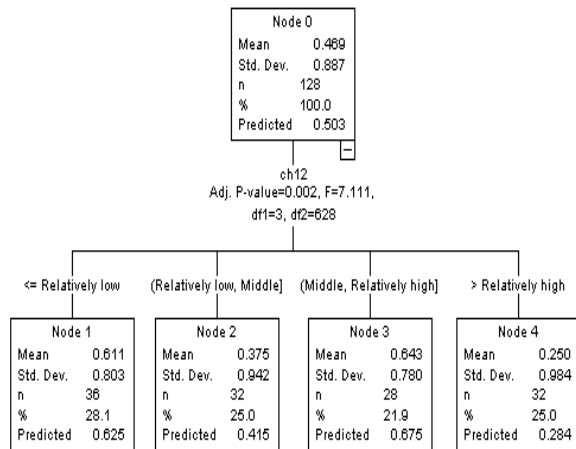 Node 0
Mean 0.469
Std. Dev. 0.887
n 128
% 100.0
Predicted 0.503
ch12
Adj. P-value=0.002, F=7.111,
df1=3, df2=628
<= Relatively low
(Relatively low, Middle]
(Middle, Relatively high]
> Relatively high
Node 1
Mean 0.611
Std. Dev. 0.803
n 36
% 28.1
Predicted 0.625
Node 2
Mean 0.375
Std. Dev. 0.942
n 32
% 25.0
Predicted 0.415
Node 3
Mean 0.643
Std. Dev. 0.780
n 28
% 21.9
Predicted 0.675
Node 4
Mean 0.250
Std. Dev. 0.984
n 32
% 25.0
Predicted 0.284